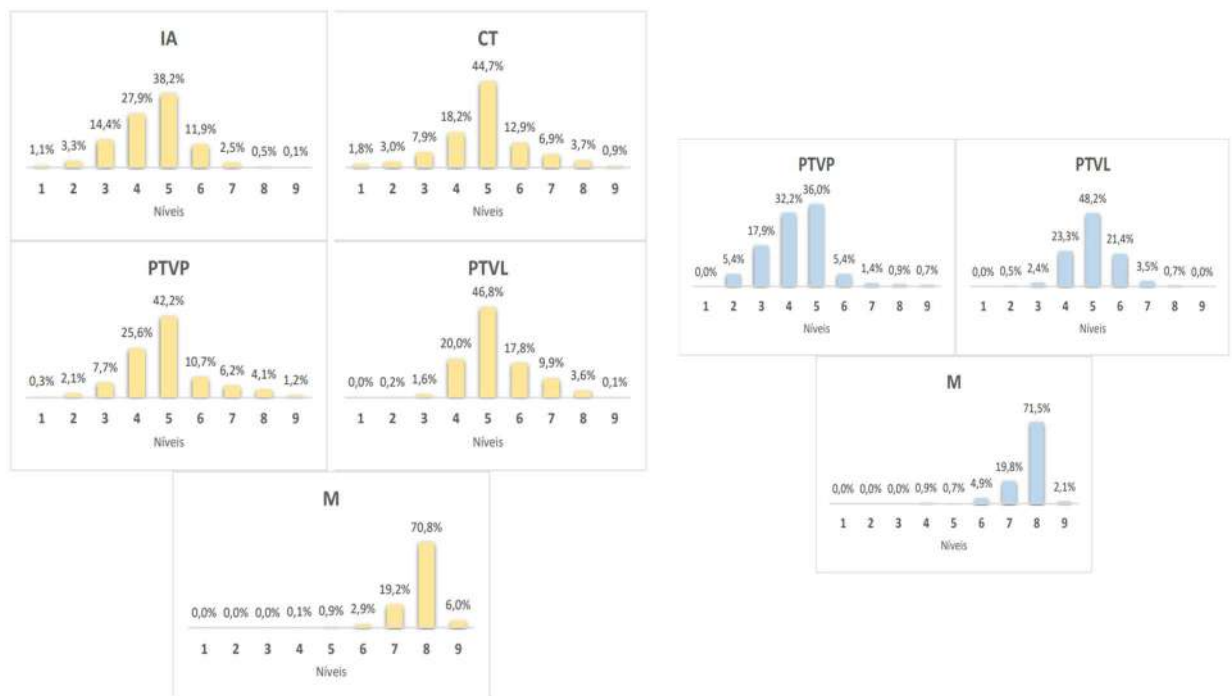 IA
38,2%
27,9%
14,4%
11,9%
1,1% 3,3% 2,5% 0,5% 0,1%
1 2 3 4 5 6 7 8 9
Níveis
CT
44,7%
18,2%
12,9%
1,8% 3,0% 7,9% 6,9% 3,7% 0,9%
1 2 3 4 5 6 7 8 9
Níveis
PTVP
42,2%
25,6%
0,3% 2,1% 7,7% 10,7% 6,2% 4,1% 1,2%
1 2 3 4 5 6 7 8 9
Níveis
PTVL
46,8%
20,0% 17,8%
0,0% 0,2% 1,6% 9,9% 3,6% 0,1%
1 2 3 4 5 6 7 8 9
Níveis
M
70,8%
19,2%
0,0% 0,0% 0,0% 0,1% 0,9% 2,9% 6,0%
1 2 3 4 5 6 7 8 9
Níveis
PTVP
32,2% 36,0%
17,9%
0,0% 5,4% 5,4% 1,4% 0,9% 0,7%
1 2 3 4 5 6 7 8 9
Níveis
PTVL
48,2%
23,3% 21,4%
0,0% 0,5% 2,4% 3,5% 0,7% 0,0%
1 2 3 4 5 6 7 8 9
Níveis
M
71,5%
19,8%
0,0% 0,0% 0,0% 0,9% 0,7% 4,9% 2,1%
1 2 3 4 5 6 7 8 9
Níveis